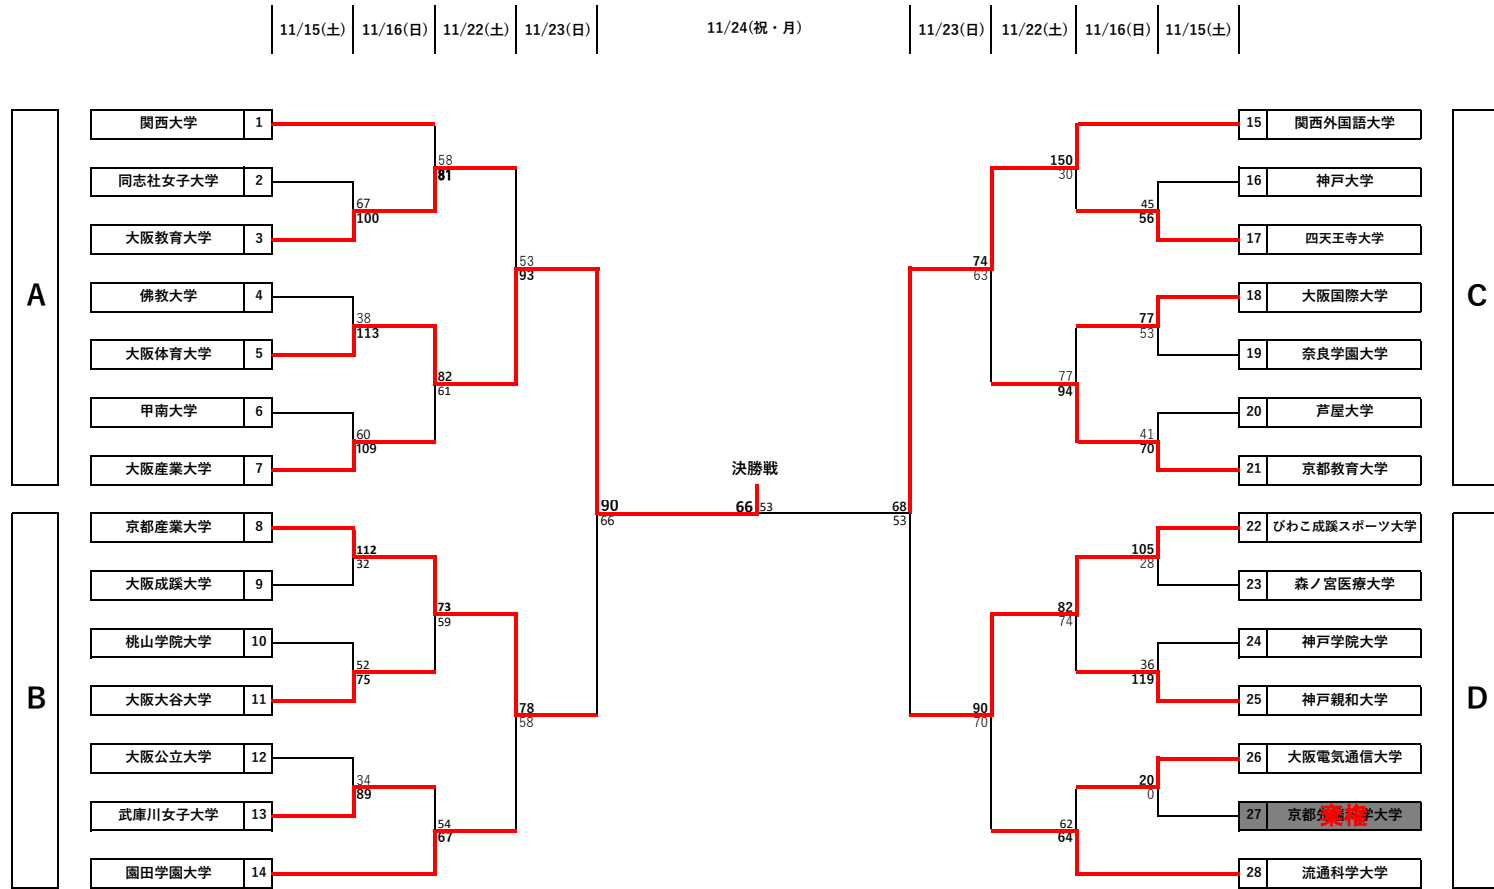 11/15(土) 11/16(日) 11/22(土) 11/23(日) 11/24(祝・月) 11/23(日) 11/22(土) 11/16(日) 11/15(土)
A
関西大学 1
58
81
同志社女子大学 2
67
100
大阪教育大学 3
53
93
佛教大学 4
38
113
大阪体育大学 5
82
61
甲南大学 6
60
109
大阪産業大学 7
B
京都産業大学 8
112
32
大阪成蹊大学 9
73
59
桃山学院大学 10
52
75
大阪大谷大学 11
78
58
大阪公立大学 12
34
89
武庫川女子大学 13
54
67
園田学園大学 14
90
66
決勝戦
66 53
68
53
C
15 関西外国語大学
150
30
16 神戸大学
45
56
17 四天王寺大学
74
63
18 大阪国際大学
77
53
19 奈良学園大学
77
94
20 芦屋大学
41
70
21 京都教育大学
D
22 びわこ成蹊スポーツ大学
105
28
23 森ノ宮医療大学
82
74
24 神戸学院大学
36
119
25 神戸親和大学
90
70
26 大阪電気通信大学
20
0
27 京都 学大学
棄権
62
64
28 流通科学大学